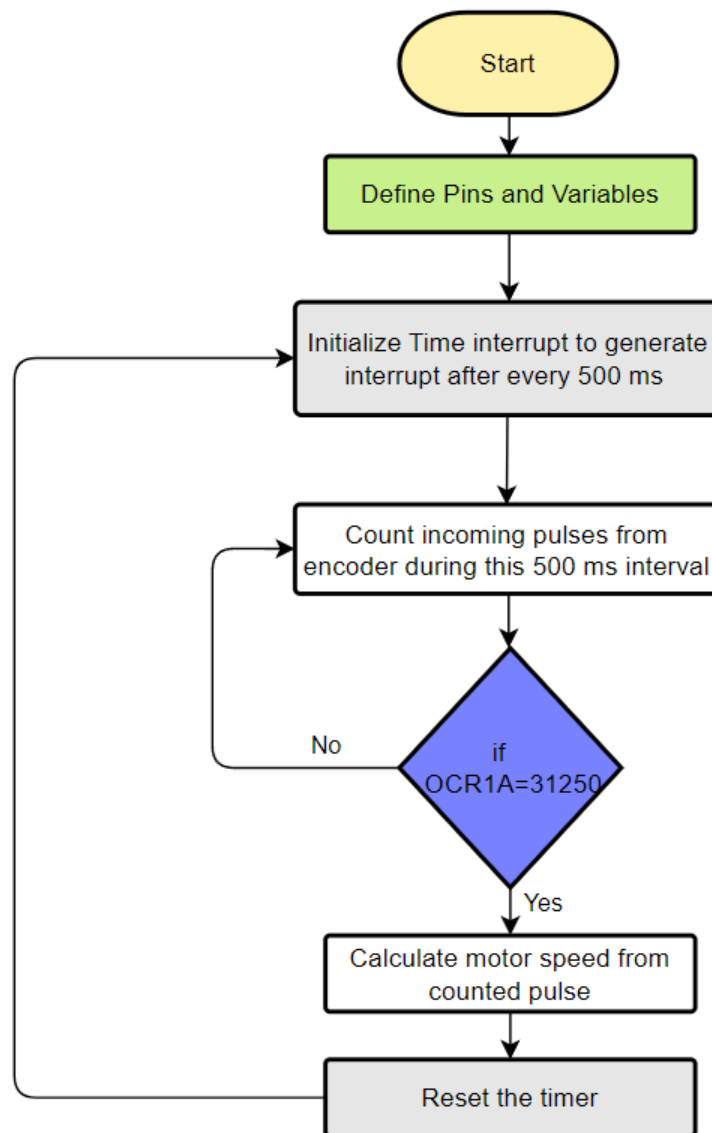 Start
Define Pins and Variables
Initialize Time interrupt to generate
interrupt after every 500 ms
Count incoming pulses from
encoder during this 500 ms interval
No
if
OCR1A=31250
Yes
Calculate motor speed from
counted pulse
Reset the timer